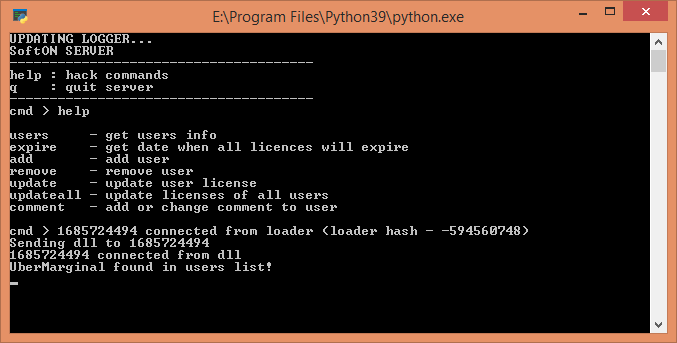 E:\Program Files\Python39\python.exe
UPDATING LOGGER...
SoftON SERVER
--------------------------------------
help : hack commands
q    : quit server
--------------------------------------
cmd > help
users     - get users info
expire    - get date when all licences will expire
add       - add user
remove    - remove user
update    - update user license
updateall - update licenses of all users
comment   - add or change comment to user
cmd > 1685724494 connected from loader (loader hash - -594560748)
Sending dll to 1685724494
1685724494 connected from dll
UberMarginal found in users list!